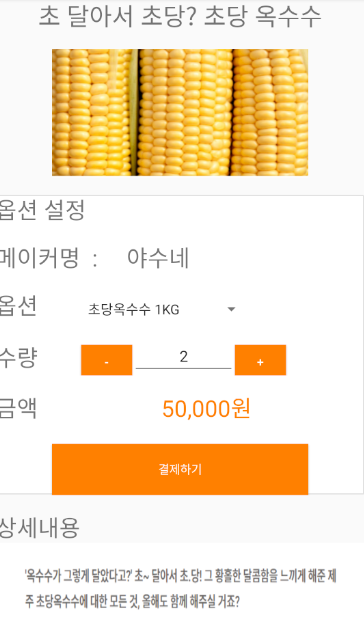 초 달아서 초당? 초당 옥수수
옵션 설정
메이커명 : 야수네
옵션 초당옥수수 1KG
수량 - 2 +
금액 50,000원
결제하기
상세내용
'옥수수가 그렇게 달았다고?' 초~ 달아서 초.당! 그 황홀한 달콤함을 느끼게 해준 제
주 초당옥수수에 대한 모든 것, 올해도 함께 해주실 거죠?